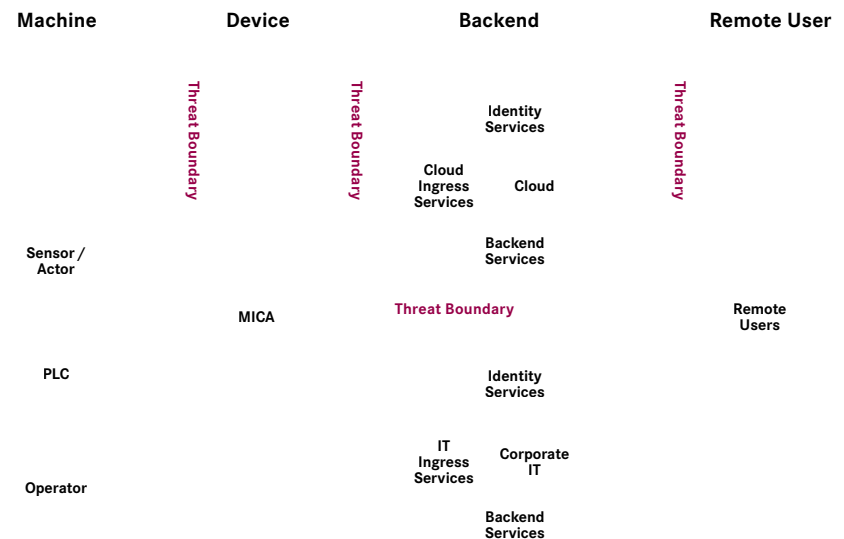 Machine
Device
Backend
Remote User
Threat Boundary
Threat Boundary
Threat Boundary
Identity
Services
Cloud
Ingress
Services
Cloud
Backend
Services
Sensor /
Actor
Threat Boundary
MICA
Remote
Users
PLC
Identity
Services
IT
Ingress
Services
Corporate
IT
Operator
Backend
Services